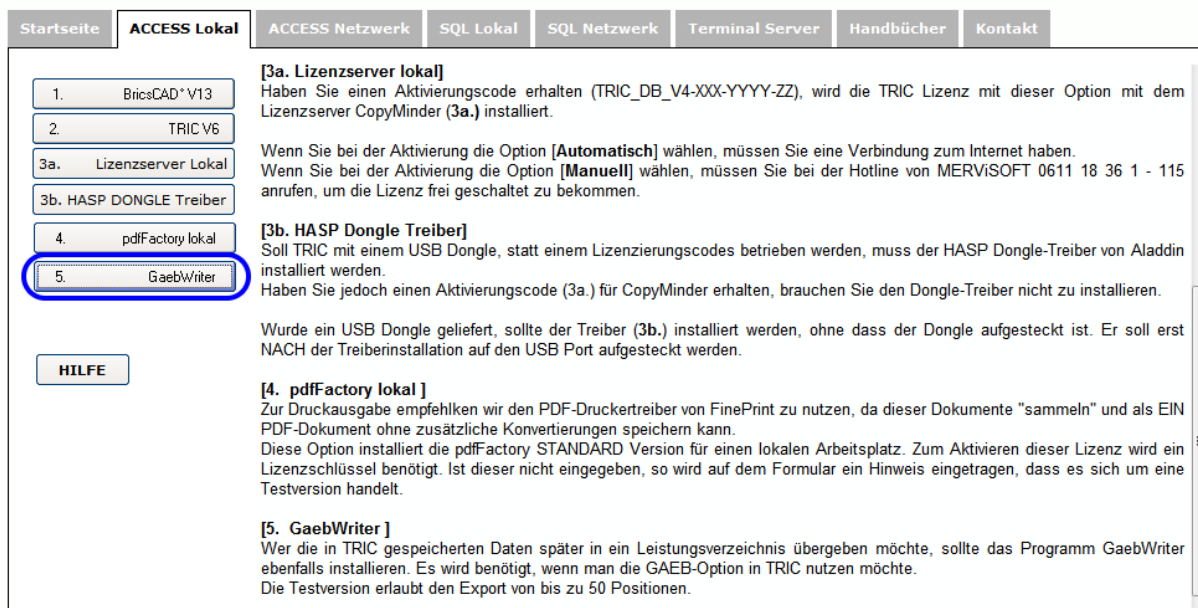 Startseite ACCESS Lokal ACCESS Netzwerk SQL Lokal SQL Netzwerk Terminal Server Handbücher Kontakt
1. BricsCAD® V13
2. TRIC V6
3a. Lizenzserver Lokal
3b. HASP DONGLE Treiber
4. pdfFactory lokal
5. GaebWriter
HILFE
[3a. Lizenzserver lokal]
Haben Sie einen Aktivierungscode erhalten (TRIC_DB_V4-XXX-YYYY-ZZ), wird die TRIC Lizenz mit dieser Option mit dem
Lizenzserver CopyMinder (3a.) installiert.
Wenn Sie bei der Aktivierung die Option [Automatisch] wählen, müssen Sie eine Verbindung zum Internet haben.
Wenn Sie bei der Aktivierung die Option [Manuell] wählen, müssen Sie bei der Hotline von MERViSOFT 0611 18 36 1 - 115
anrufen, um die Lizenz frei geschaltet zu bekommen.
[3b. HASP Dongle Treiber]
Soll TRIC mit einem USB Dongle, statt einem Lizenzierungscodes betrieben werden, muss der HASP Dongle-Treiber von Aladdin
installiert werden.
Haben Sie jedoch einen Aktivierungscode (3a.) für CopyMinder erhalten, brauchen Sie den Dongle-Treiber nicht zu installieren.
Wurde ein USB Dongle geliefert, sollte der Treiber (3b.) installiert werden, ohne dass der Dongle aufgesteckt ist. Er soll erst
NACH der Treiberinstallation auf den USB Port aufgesteckt werden.
[4. pdfFactory lokal ]
Zur Druckausgabe empfehlken wir den PDF-Druckertreiber von FinePrint zu nutzen, da dieser Dokumente "sammeln" und als EIN
PDF-Dokument ohne zusätzliche Konvertierungen speichern kann.
Diese Option installiert die pdfFactory STANDARD Version für einen lokalen Arbeitsplatz. Zum Aktivieren dieser Lizenz wird ein
Lizenzschlüssel benötigt. Ist dieser nicht eingegeben, so wird auf dem Formular ein Hinweis eingetragen, dass es sich um eine
Testversion handelt.
[5. GaebWriter ]
Wer die in TRIC gespeicherten Daten später in ein Leistungsverzeichnis übergeben möchte, sollte das Programm GaebWriter
ebenfalls installieren. Es wird benötigt, wenn man die GAEB-Option in TRIC nutzen möchte.
Die Testversion erlaubt den Export von bis zu 50 Positionen.